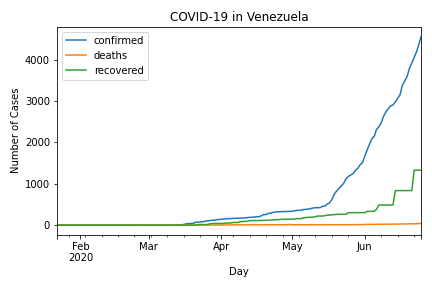 COVID-19 in Venezuela
confirmed
deaths
recovered
Number of Cases
4000
3000
2000
1000
0
Feb
2020
Mar
Apr
May
Jun
Day